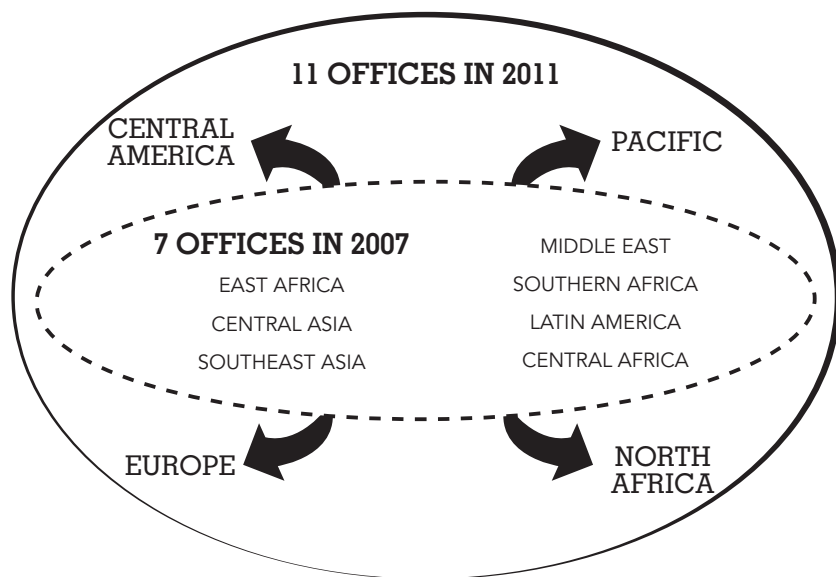 11 OFFICES IN 2011
CENTRAL
AMERICA
PACIFIC
7 OFFICES IN 2007
EAST AFRICA
CENTRAL ASIA
SOUTHEAST ASIA
MIDDLE EAST
SOUTHERN AFRICA
LATIN AMERICA
CENTRAL AFRICA
EUROPE
NORTH
AFRICA